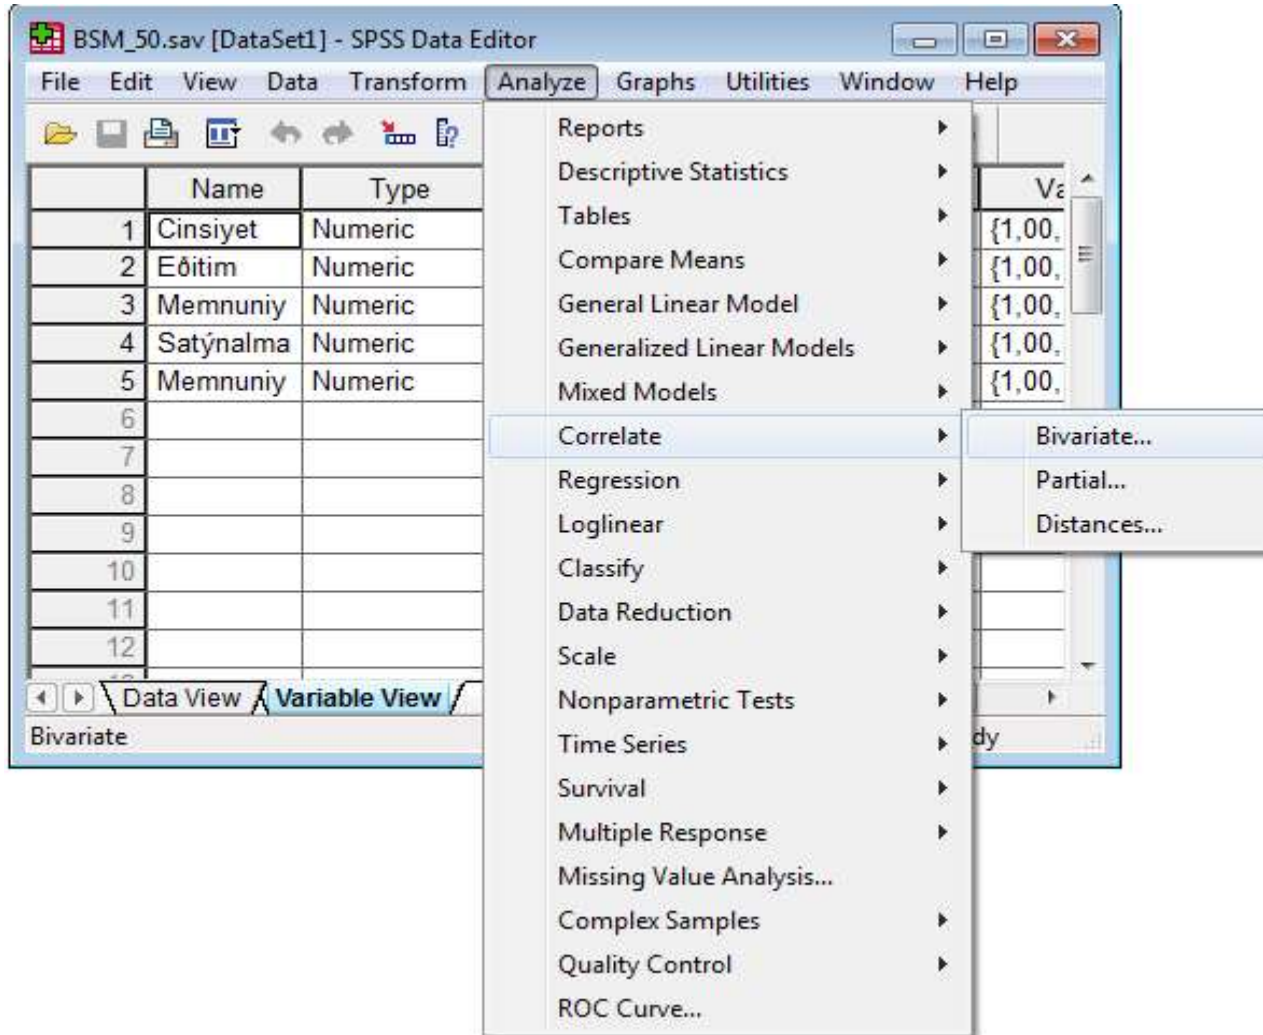 BSM_50.sav [DataSet1] - SPSS Data Editor
File Edit View Data Transform Analyze Graphs Utilities Window Help
Name Type Va
1 Cinsiyet Numeric {1,00,
2 Eðitim Numeric {1,00,
3 Memnuniy Numeric {1,00,
4 Satýnalma Numeric {1,00,
5 Memnuniy Numeric {1,00,
6
7
8
9
10
11
12
Data View Variable View
Bivariate dy
Reports
Descriptive Statistics
Tables
Compare Means
General Linear Model
Generalized Linear Models
Mixed Models
Correlate
Regression
Loglinear
Classify
Data Reduction
Scale
Nonparametric Tests
Time Series
Survival
Multiple Response
Missing Value Analysis...
Complex Samples
Quality Control
ROC Curve...
Bivariate...
Partial...
Distances...